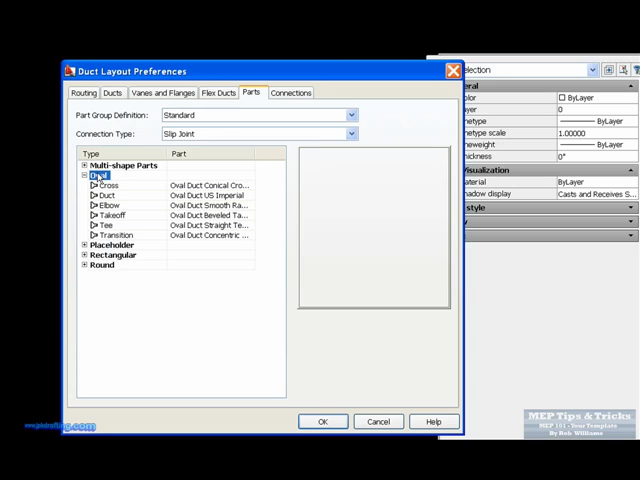 Duct Layout Preferences
Routing Ducts Vanes and Flanges Flex Ducts Parts Connections
Part Group Definition: Standard
Connection Type: Slip Joint
Type Part
Multi-shape Parts
Oval
Cross Oval Duct Conical Cro...
Duct Oval Duct US Imperial
Elbow Oval Duct Smooth Ra...
Takeoff Oval Duct Beveled Ta...
Tee Oval Duct Straight Te...
Transition Oval Duct Concentric ...
Placeholder
Rectangular
Round
OK Cancel Help
election
eral
olor ByLayer
ayer 0
netype ByLayer
netype scale 1.00000
neweight ByLayer
hickness 0"
Visualization
aterial ByLayer
hadow display Casts and Receives S...
style
MEP Tips & Tricks
MEP 101 - Your Template
By Rob Williams